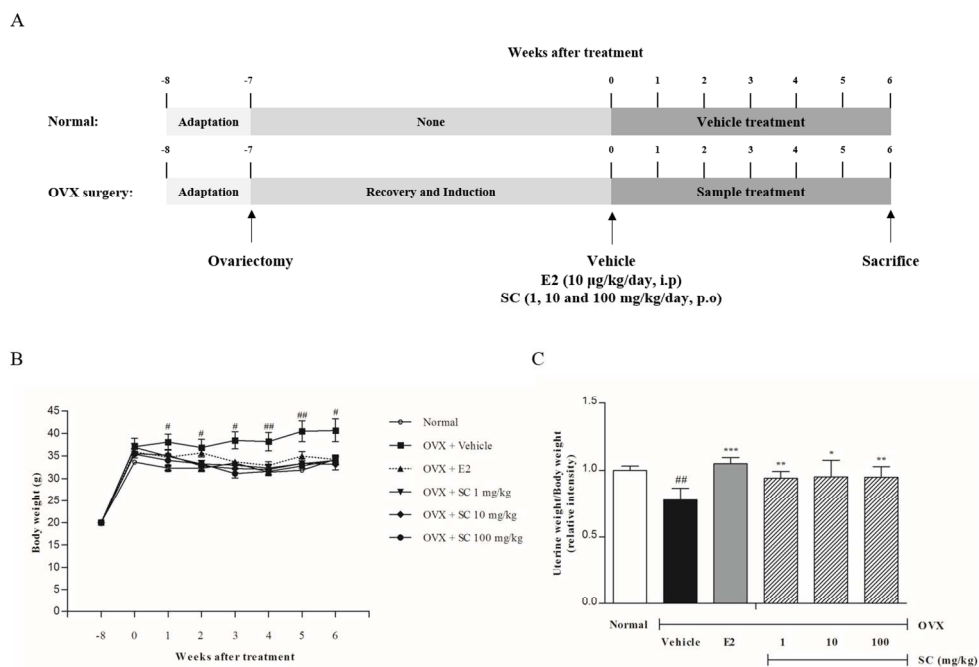 A
Weeks after treatment
-8 -7 0 1 2 3 4 5 6
Normal: Adaptation None Vehicle treatment
-8 -7 0 1 2 3 4 5 6
OVX surgery: Adaptation Recovery and Induction Sample treatment
Ovariectomy Vehicle Sacrifice
E2 (10 µg/kg/day, i.p)
SC (1, 10 and 100 mg/kg/day, p.o)
B
Body weight (g)
45
40
35
30
25
20
15
10
5
0
# # # ## ## #
-8 0 1 2 3 4 5 6
Weeks after treatment
Normal
OVX + Vehicle
OVX + E2
OVX + SC 1 mg/kg
OVX + SC 10 mg/kg
OVX + SC 100 mg/kg
C
Uterine weight/Body weight
(relative intensity)
1.5
1.0
0.5
0.0
## *** ** * **
Normal OVX
Vehicle E2 1 10 100
SC (mg/kg)